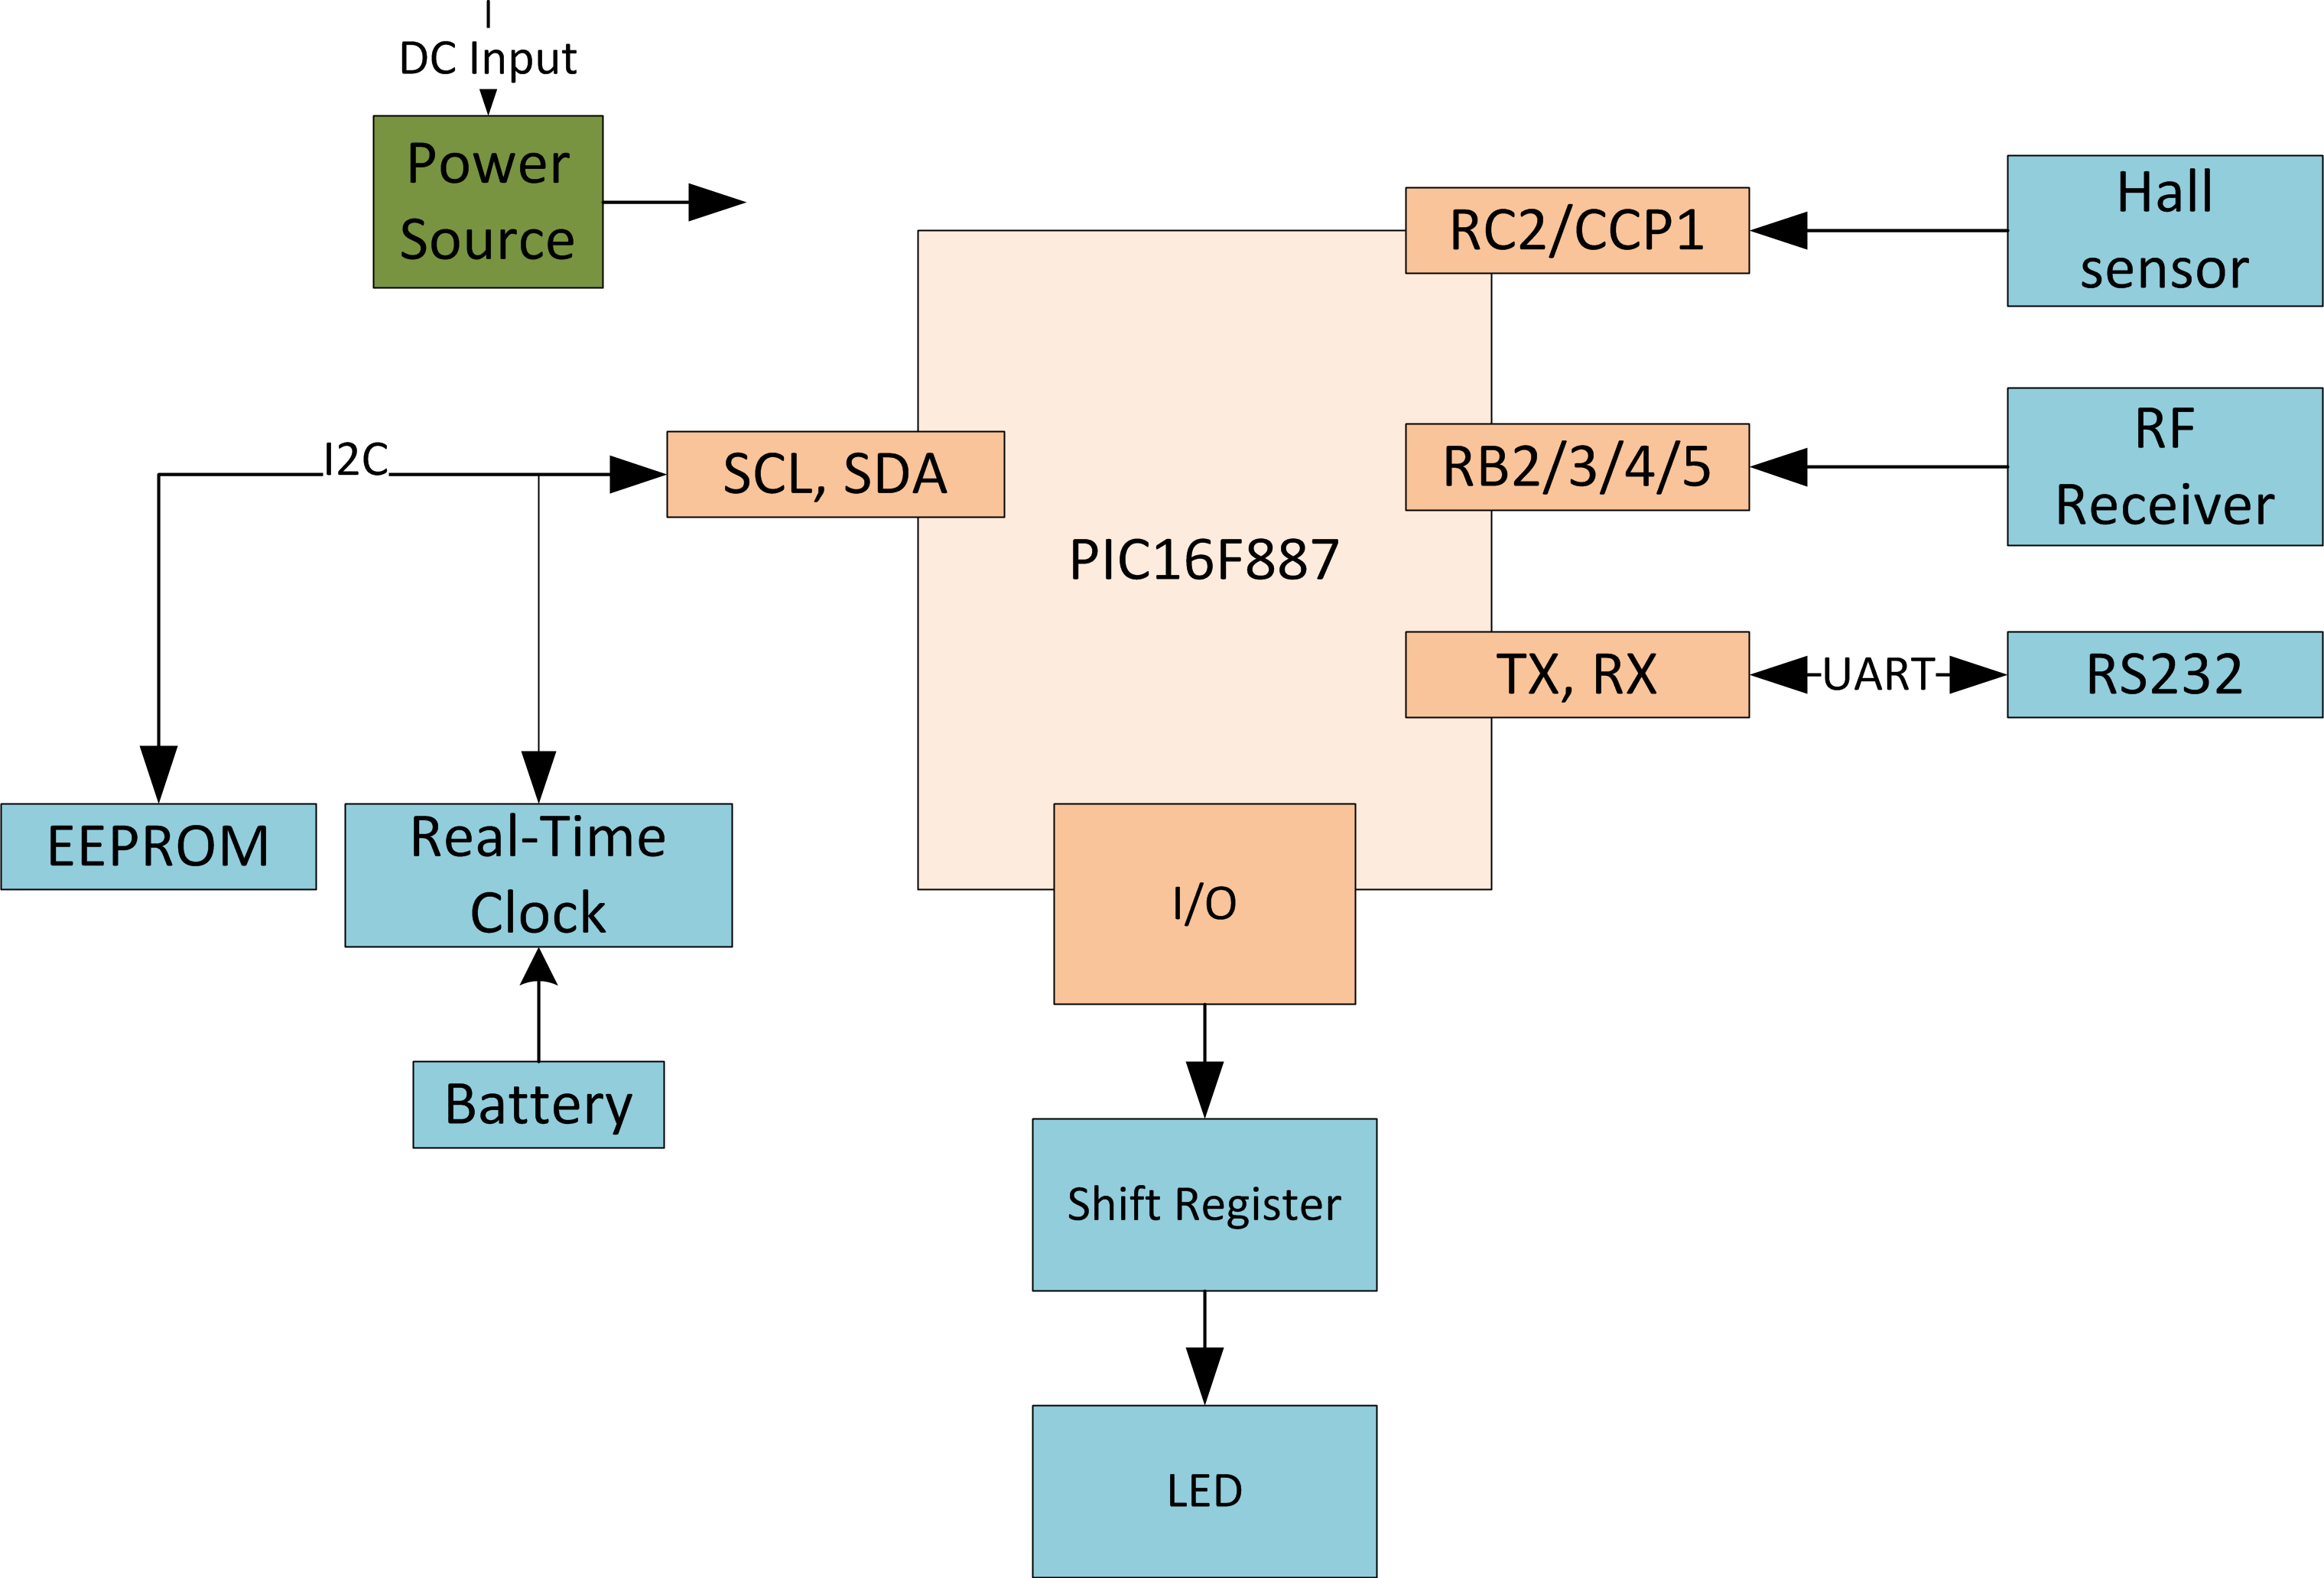 DC Input
Power
Source
RC2/CCP1
Hall
sensor
I2C
SCL, SDA
RB2/3/4/5
RF
Receiver
PIC16F887
TX, RX
UART
RS232
EEPROM
Real-Time
Clock
I/O
Battery
Shift Register
LED